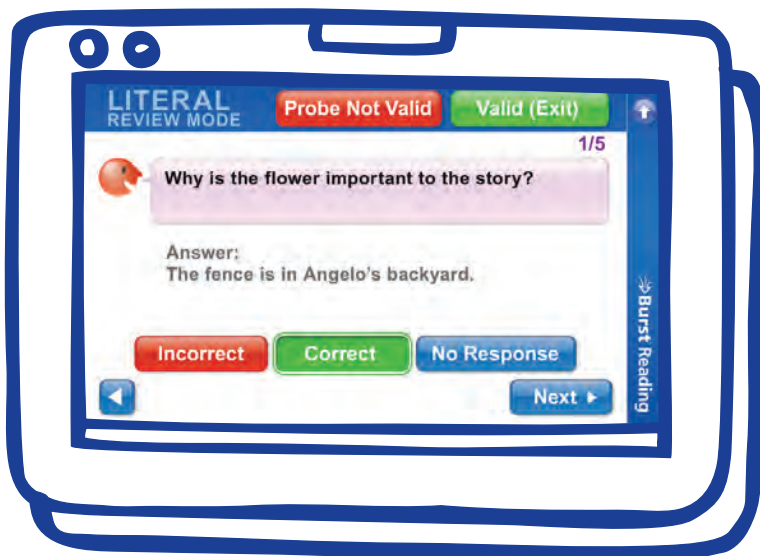 LITERAL
REVIEW MODE
Probe Not Valid
Valid (Exit)
1/5
Why is the flower important to the story?
Answer:
The fence is in Angelo's backyard.
Incorrect
Correct
No Response
Next
Burst Reading